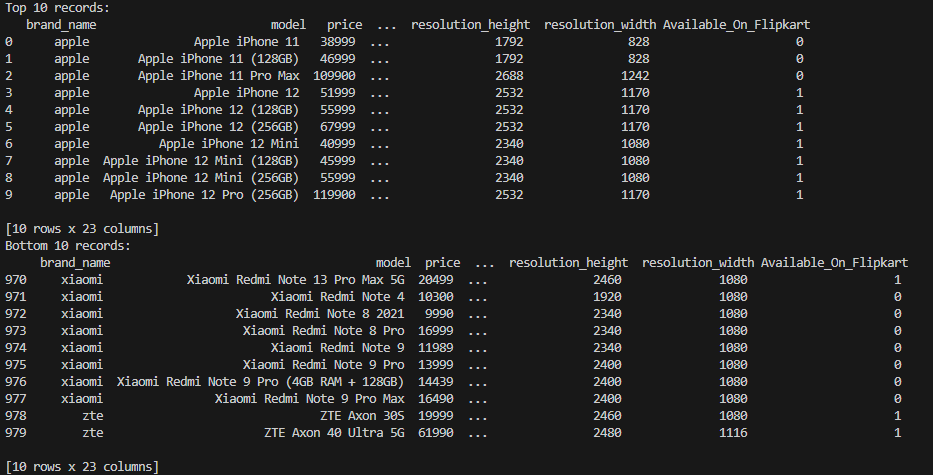 Top 10 records:
brand_name model price ... resolution_height resolution_width Available_On_Flipkart
0 apple Apple iPhone 11 38999 ... 1792 828 0
1 apple Apple iPhone 11 (128GB) 46999 ... 1792 828 0
2 apple Apple iPhone 11 Pro Max 109900 ... 2688 1242 0
3 apple Apple iPhone 12 51999 ... 2532 1170 1
4 apple Apple iPhone 12 (128GB) 55999 ... 2532 1170 1
5 apple Apple iPhone 12 (256GB) 67999 ... 2532 1170 1
6 apple Apple iPhone 12 Mini 40999 ... 2340 1080 1
7 apple Apple iPhone 12 Mini (128GB) 45999 ... 2340 1080 1
8 apple Apple iPhone 12 Mini (256GB) 55999 ... 2340 1080 1
9 apple Apple iPhone 12 Pro (256GB) 119900 ... 2532 1170 1
[10 rows x 23 columns]
Bottom 10 records:
brand_name model price ... resolution_height resolution_width Available_On_Flipkart
970 xiaomi Xiaomi Redmi Note 13 Pro Max 5G 20499 ... 2460 1080 1
971 xiaomi Xiaomi Redmi Note 4 10300 ... 1920 1080 0
972 xiaomi Xiaomi Redmi Note 8 2021 9990 ... 2340 1080 0
973 xiaomi Xiaomi Redmi Note 8 Pro 16999 ... 2340 1080 0
974 xiaomi Xiaomi Redmi Note 9 11989 ... 2340 1080 0
975 xiaomi Xiaomi Redmi Note 9 Pro 13999 ... 2400 1080 0
976 xiaomi Xiaomi Redmi Note 9 Pro (4GB RAM + 128GB) 14439 ... 2400 1080 0
977 xiaomi Xiaomi Redmi Note 9 Pro Max 16490 ... 2400 1080 0
978 zte ZTE Axon 30S 19999 ... 2460 1080 1
979 zte ZTE Axon 40 Ultra 5G 61990 ... 2480 1116 1
[10 rows x 23 columns]